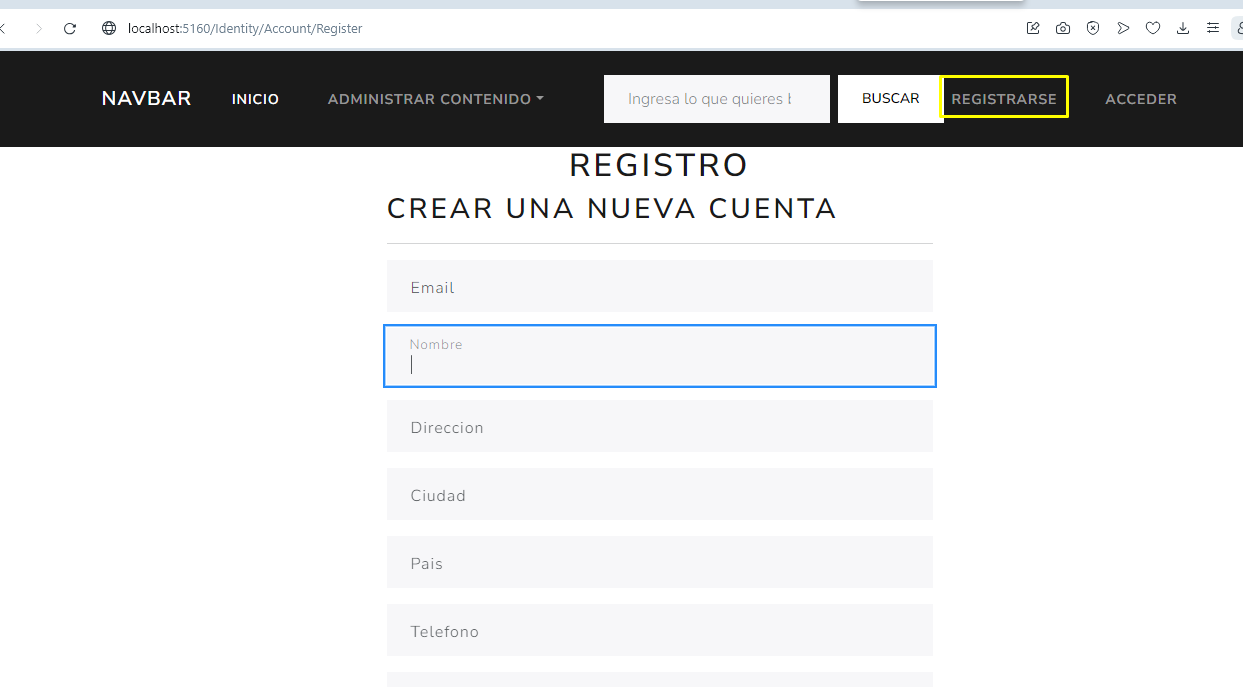 localhost:5160/Identity/Account/Register
NAVBAR INICIO ADMINISTRAR CONTENIDO Ingresa lo que quieres BUSCAR REGISTRARSE ACCEDER
REGISTRO
CREAR UNA NUEVA CUENTA
Email
Nombre
Direccion
Ciudad
Pais
Telefono